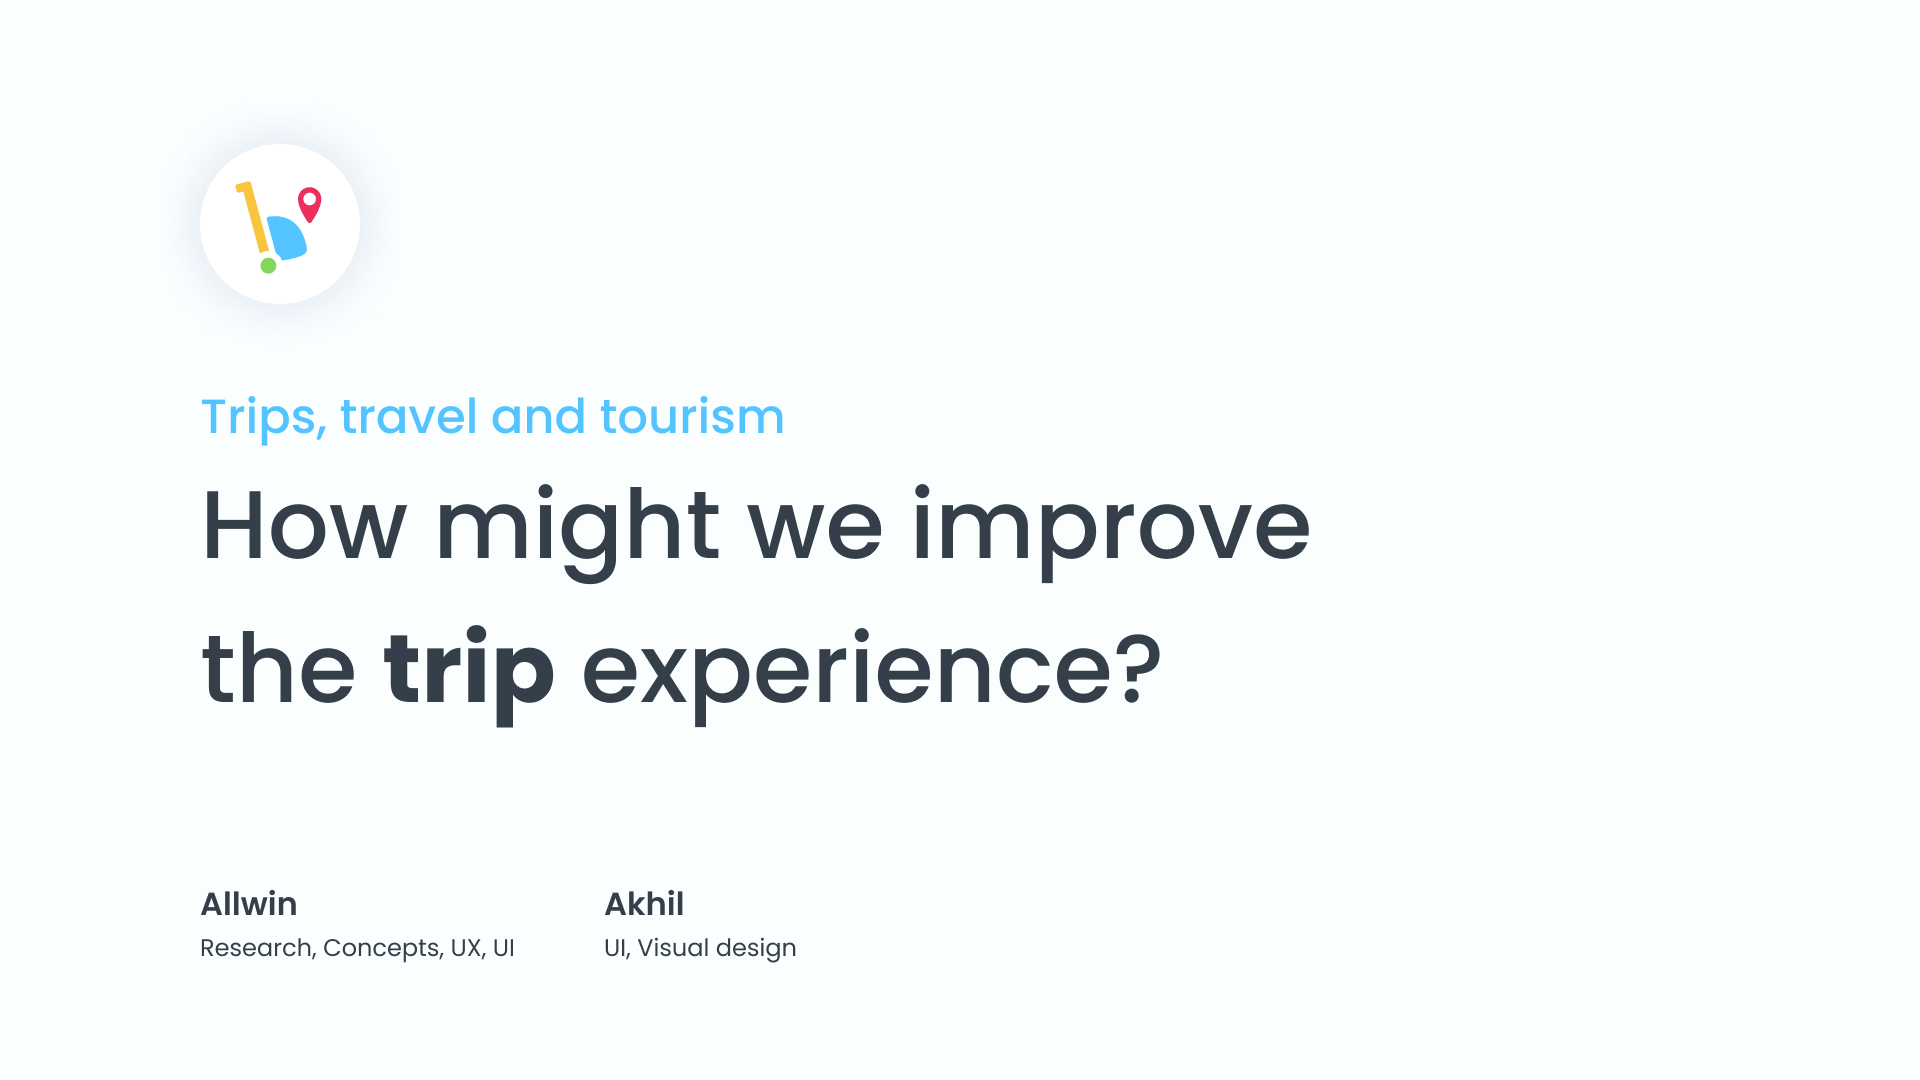 Trips, travel and tourism
How might we improve
the trip experience?
Allwin
Research, Concepts, UX, UI
Akhil
UI, Visual design